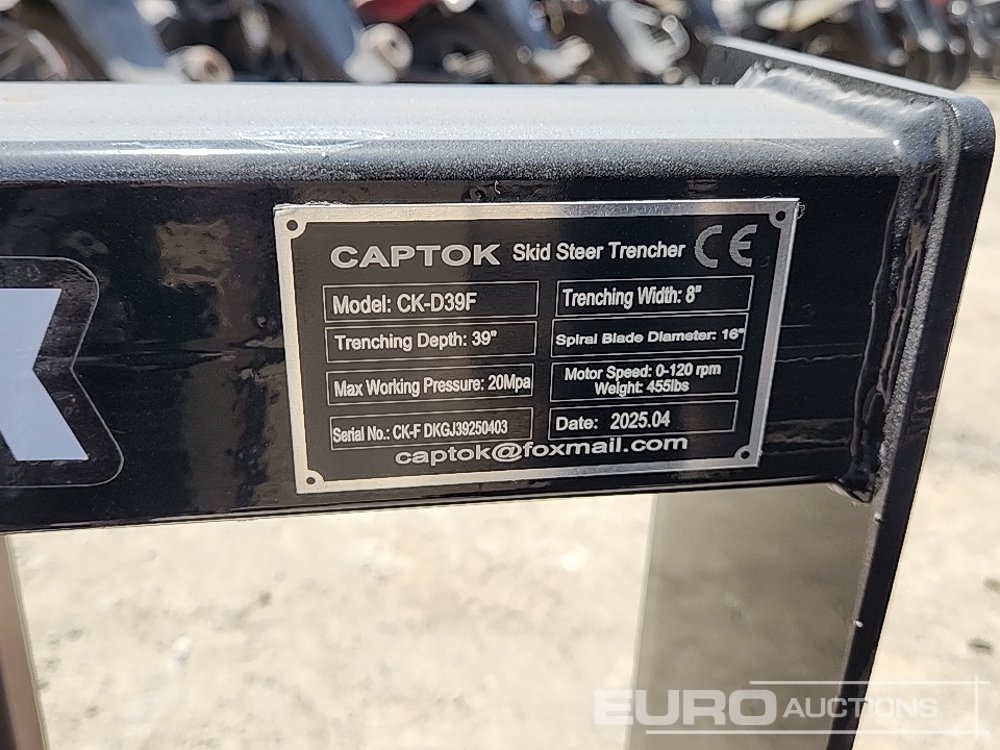 CAPTOK Skid Steer Trencher CE
Model: CK-D39F
Trenching Width: 8"
Trenching Depth: 39"
Spiral Blade Diameter: 16"
Max Working Pressure: 20Mpa
Motor Speed: 0-120 rpm
Weight: 455lbs
Serial No.: CK-F DKGJ39250403
Date: 2025.04
captok@foxmail.com
EURO AUCTIONS